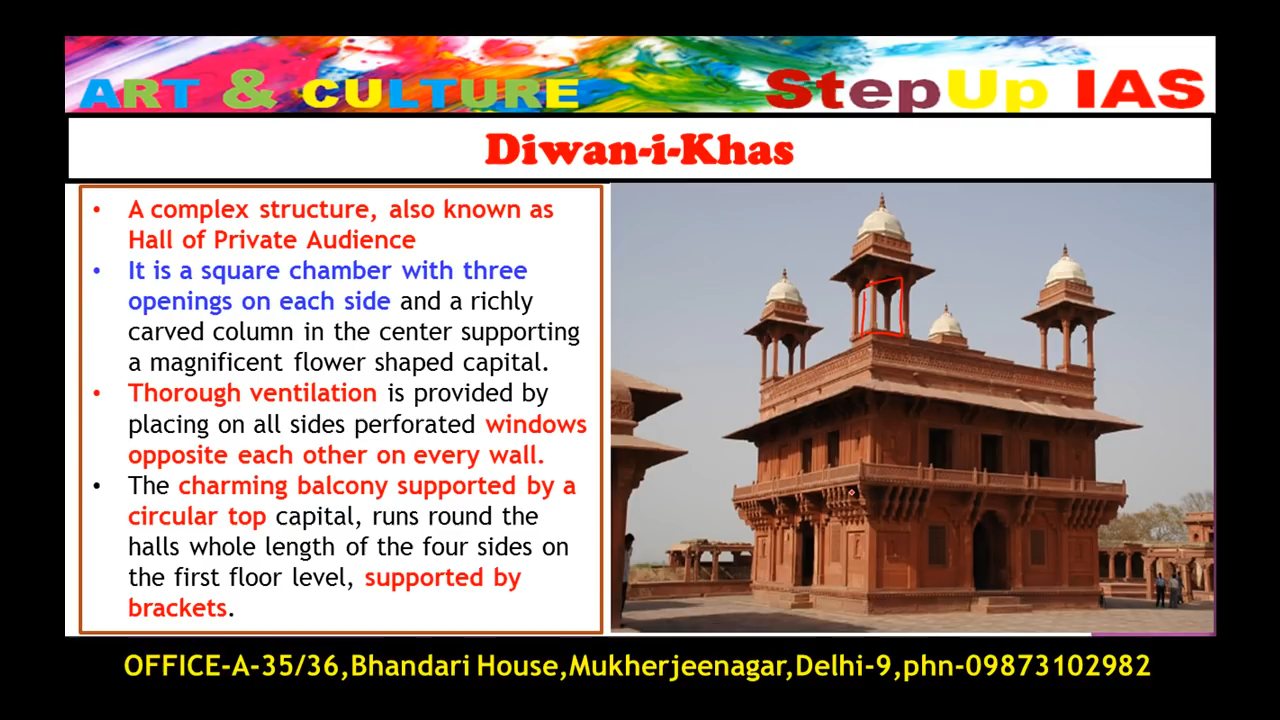 ART & CULTURE
StepUp IAS
Diwan-i-Khas
• A complex structure, also known as
Hall of Private Audience
• It is a square chamber with three
openings on each side and a richly
carved column in the center supporting
a magnificent flower shaped capital.
• Thorough ventilation is provided by
placing on all sides perforated windows
opposite each other on every wall.
• The charming balcony supported by a
circular top capital, runs round the
halls whole length of the four sides on
the first floor level, supported by
brackets.
OFFICE-A-35/36,Bhandari House,Mukherjeenagar,Delhi-9,phn-09873102982